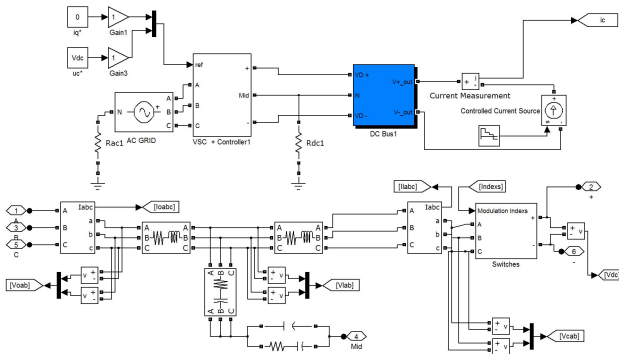 0
iq*
1
Gain1
Vdc
uc*
1
Gain3
ref
A
B
C
+
Mid
-
VSC + Controller1
N
A
B
C
AC GRID
Rac1
Rdc1
VD +
N
VD -
V+_out
V-_out
DC Bus1
+
i
-
Current Measurement
ic
Controlled Current Source
+
-
s
1
A
3
B
5
C
A
B
C
Iabc
a
b
c
[Ioabc]
A
B
C
A
B
C
A
B
C
A
B
C
[Iiabc]
[Indexs]
A
B
C
Iabc
a
b
c
Modulation Indexs
A
B
C
+
-
Switches
2
+
6
-
+
-
v
[Vdc
v
+
-
v
+
-
[Voab]
A
B
C
A
B
C
+
-
v
+
-
v
[Vlab]
4
Mid
+
-
v
+
-
v
[Vcab]